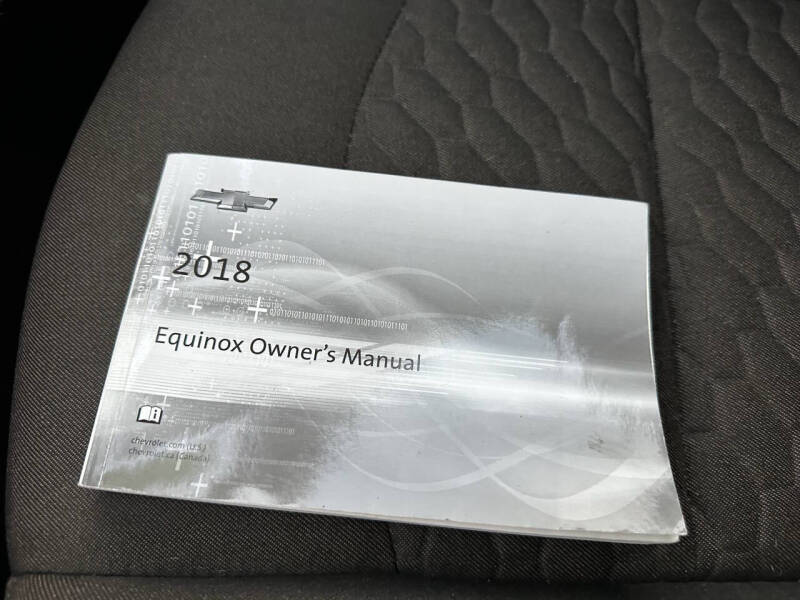 2018
Equinox Owner's Manual
chevrolet.com (U.S.)
chevrolet.ca (Canada)